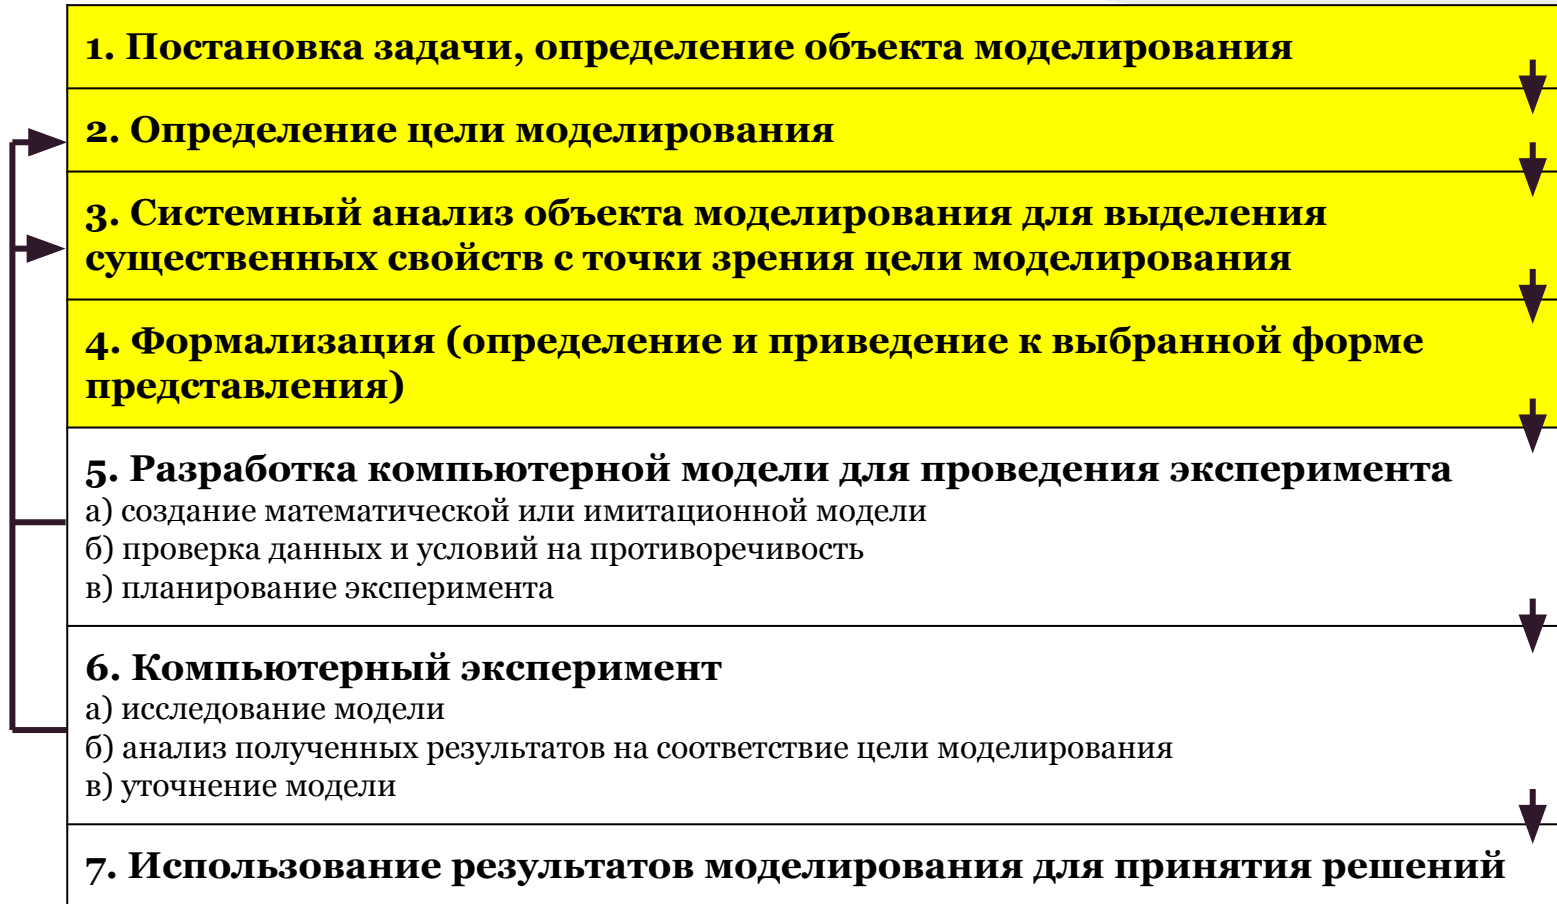 1. Постановка задачи, определение объекта моделирования
2. Определение цели моделирования
3. Системный анализ объекта моделирования для выделения
существенных свойств с точки зрения цели моделирования
4. Формализация (определение и приведение к выбранной форме
представления)
5. Разработка компьютерной модели для проведения эксперимента
а) создание математической или имитационной модели
б) проверка данных и условий на противоречивость
в) планирование эксперимента
6. Компьютерный эксперимент
а) исследование модели
б) анализ полученных результатов на соответствие цели моделирования
в) уточнение модели
7. Использование результатов моделирования для принятия решений